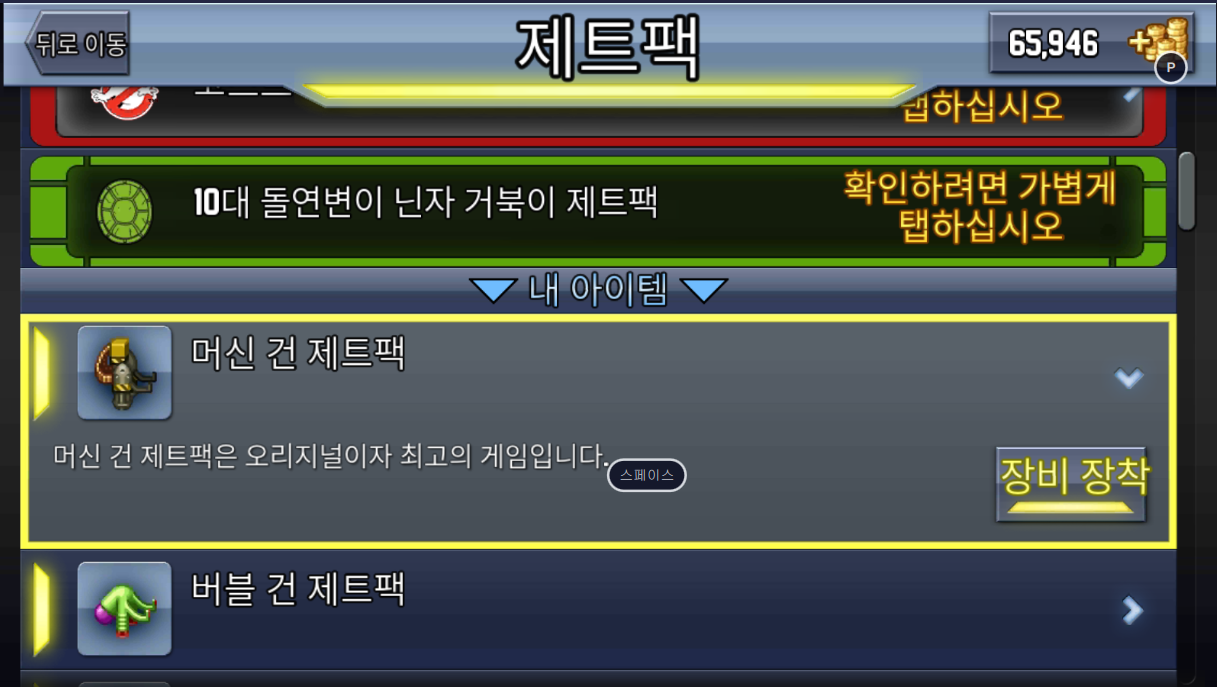 뒤로 이동
제트팩
65,946
P
탭하십시오
10대 돌연변이 닌자 거북이 제트팩
확인하려면 가볍게
탭하십시오
내 아이템
머신 건 제트팩
머신 건 제트팩은 오리지널이자 최고의 게임입니다.
스페이스
장비 장착
버블 건 제트팩